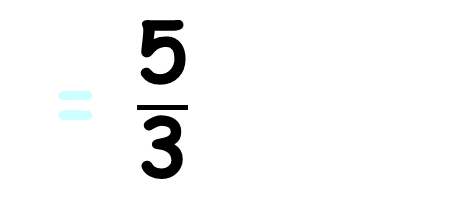 = 5/3